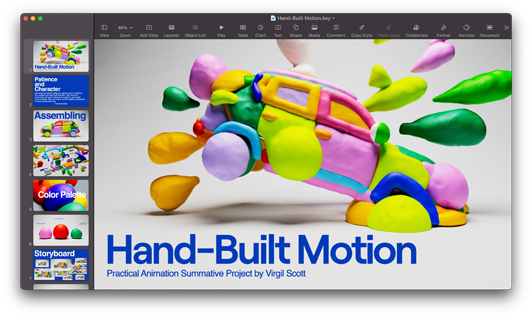 Hand-Built Motion.key
View
Zoom
Add Slide
Layouts
Object List
Play
Table
Chart
Text
Shape
Media
Comment
Copy Style
Paste Style
Collaborate
Format
Animate
Document
Hand-Built Motion
Patience
and
Character
Assembling
Color Palette
Storyboard
Hand-Built Motion
Practical Animation Summative Project by Virgil Scott